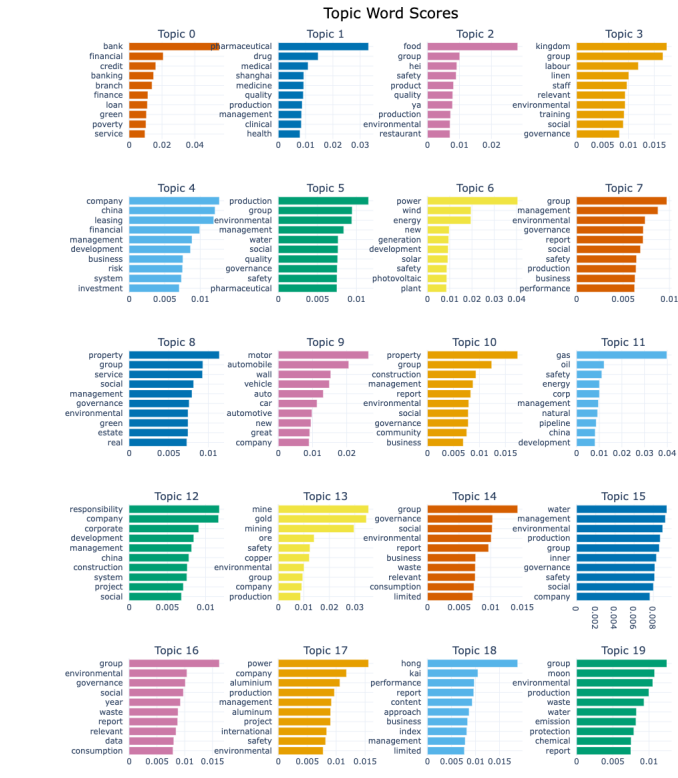 Topic Word Scores
Topic 0
bank
financial
credit
banking
branch
finance
loan
green
poverty
service
0 0.02 0.04
Topic 1
pharmaceutical
drug
medical
shanghai
medicine
quality
production
management
clinical
health
0 0.01 0.02 0.03
Topic 2
food
group
hei
safety
product
quality
ya
production
environmental
restaurant
0 0.01 0.02
Topic 3
kingdom
group
labour
linen
staff
relevant
environmental
training
social
governance
0 0.005 0.01 0.015
Topic 4
company
china
leasing
financial
management
development
business
risk
system
investment
0 0.005 0.01
Topic 5
production
group
environmental
management
water
social
quality
governance
safety
pharmaceutical
0 0.005 0.01
Topic 6
power
wind
energy
new
generation
development
solar
safety
photovoltaic
plant
0 0.01 0.02 0.03 0.04
Topic 7
group
management
environmental
governance
report
social
safety
production
business
performance
0 0.005 0.01
Topic 8
property
group
service
social
management
governance
environmental
green
estate
real
0 0.005 0.01
Topic 9
motor
automobile
wall
vehicle
auto
car
automotive
new
great
company
0 0.01 0.02
Topic 10
property
group
construction
management
report
environmental
social
governance
community
business
0 0.005 0.01 0.015
Topic 11
gas
oil
safety
energy
corp
management
natural
pipeline
china
development
0 0.01 0.02 0.03 0.04
Topic 12
responsibility
company
corporate
development
management
china
construction
system
project
social
0 0.005 0.01
Topic 13
mine
gold
mining
ore
safety
copper
environmental
group
company
production
0 0.01 0.02 0.03
Topic 14
group
governance
social
environmental
report
business
waste
relevant
consumption
limited
0 0.005 0.01 0.015
Topic 15
water
management
environmental
production
group
inner
governance
safety
social
company
0 0.002 0.004 0.006 0.008
Topic 16
group
environmental
governance
social
year
waste
report
relevant
data
consumption
0 0.005 0.01 0.015
Topic 17
power
company
aluminium
production
management
aluminum
project
international
safety
environmental
0 0.005 0.01 0.015
Topic 18
hong
kai
performance
report
content
approach
business
index
management
limited
0 0.005 0.01 0.015
Topic 19
group
moon
environmental
production
waste
water
emission
protection
chemical
report
0 0.005 0.01